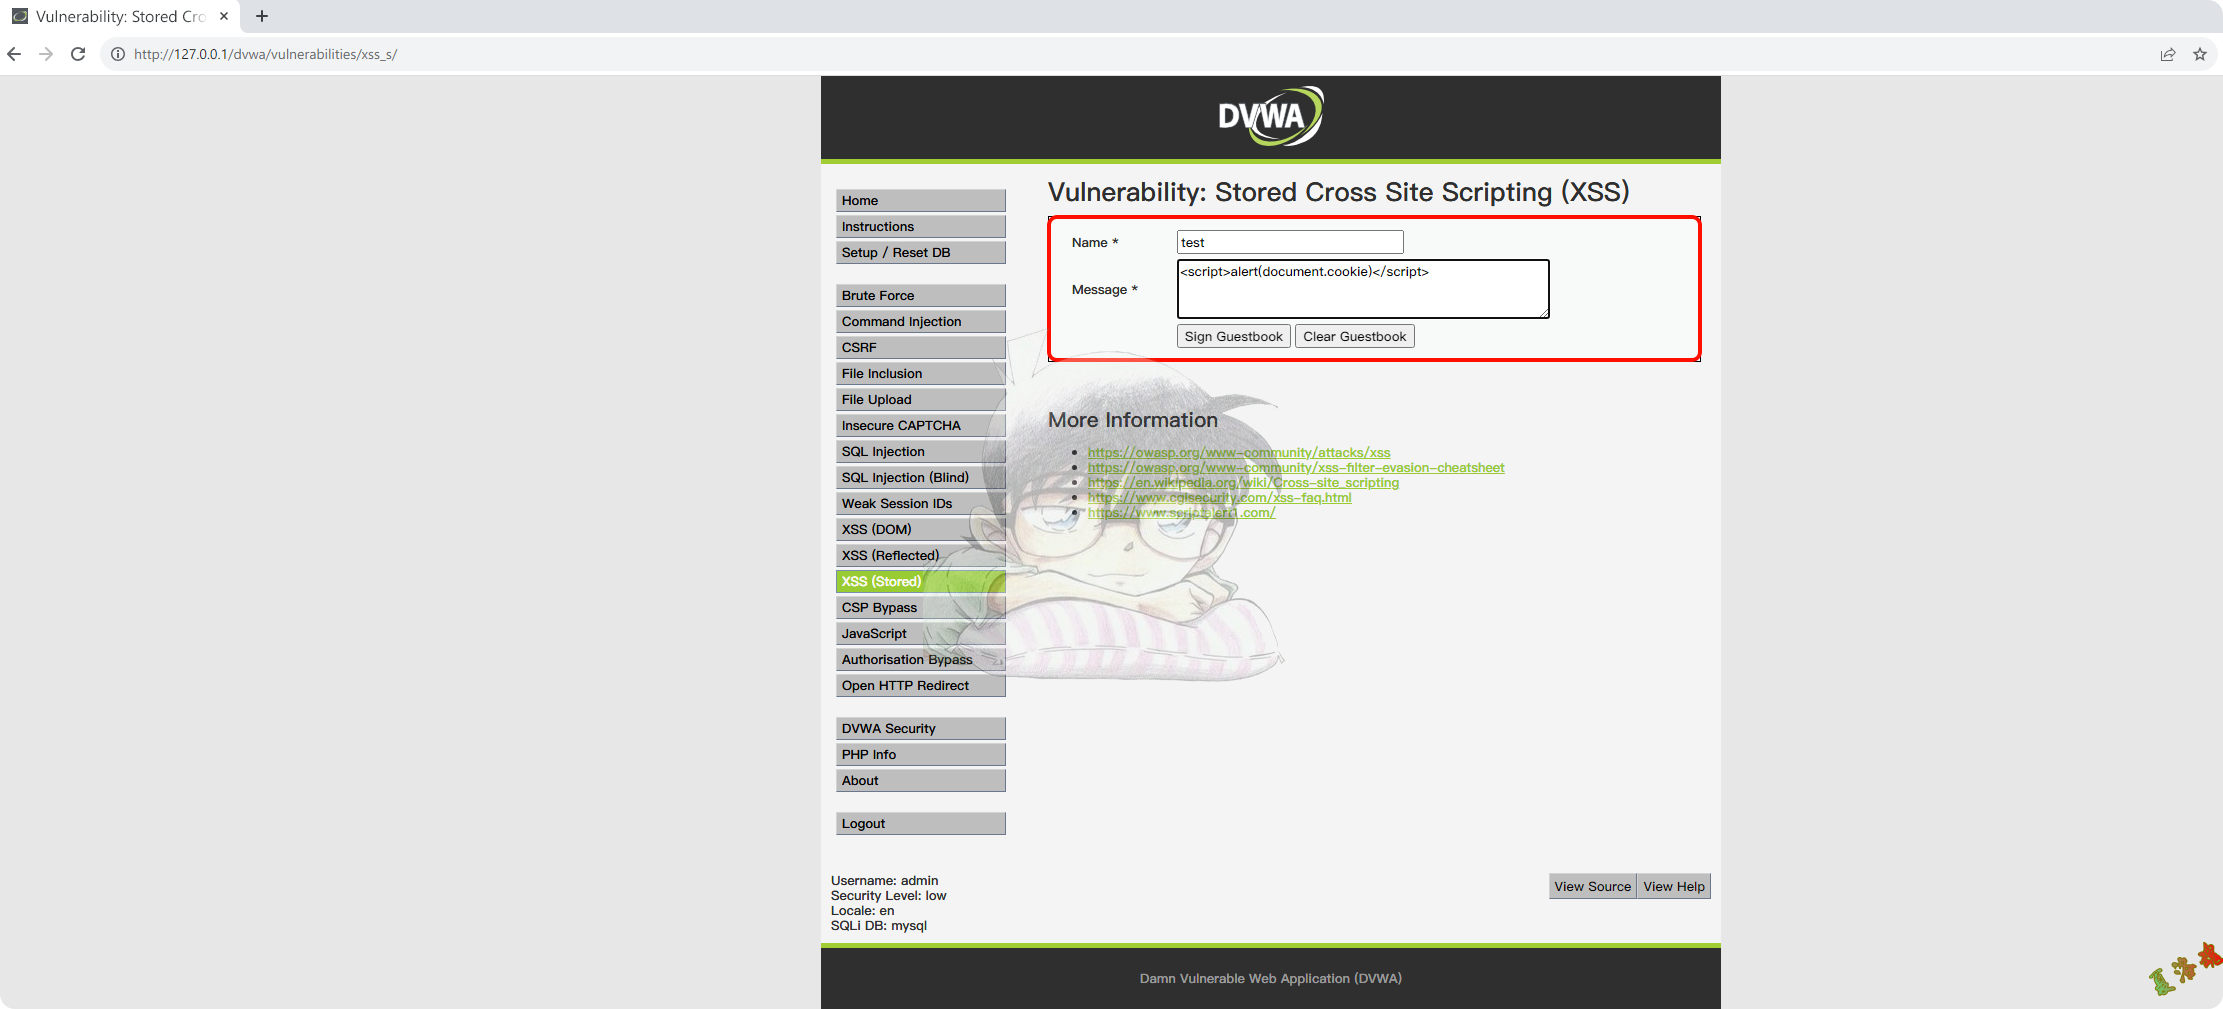 Vulnerability: Stored Cro
http://127.0.0.1/dvwa/vulnerabilities/xss_s/
DVWA
Home
Instructions
Setup / Reset DB
Brute Force
Command Injection
CSRF
File Inclusion
File Upload
Insecure CAPTCHA
SQL Injection
SQL Injection (Blind)
Weak Session IDs
XSS (DOM)
XSS (Reflected)
XSS (Stored)
CSP Bypass
JavaScript
Authorisation Bypass
Open HTTP Redirect
DVWA Security
PHP Info
About
Logout
Vulnerability: Stored Cross Site Scripting (XSS)
Name * test
Message * <script>alert(document.cookie)</script>
Sign Guestbook Clear Guestbook
More Information
https://owasp.org/www-community/attacks/xss
https://owasp.org/www-community/xss-filter-evasion-cheatsheet
https://en.wikipedia.org/wiki/Cross-site_scripting
https://www.cgisecurity.com/xss-faq.html
https://www.scriptalert1.com/
Username: admin
Security Level: low
Locale: en
SQLi DB: mysql
View Source View Help
Damn Vulnerable Web Application (DVWA)